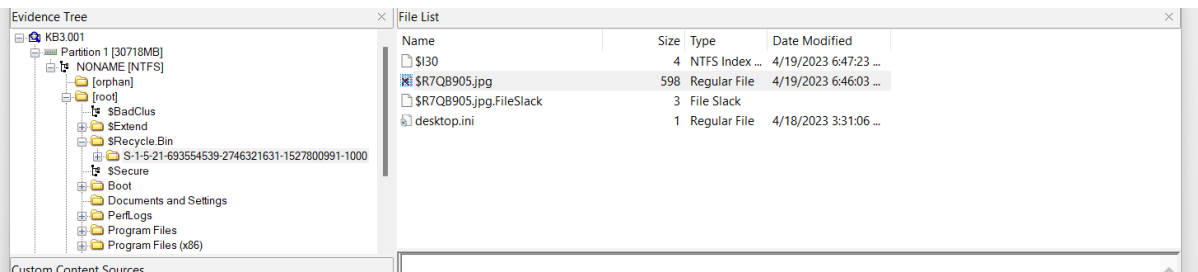 Evidence Tree
KB3.001
Partition 1 [30718MB]
NONAME [NTFS]
[orphan]
[root]
$BadClus
$Extend
$Recycle.Bin
S-1-5-21-693554539-2746321631-1527800991-1000
$Secure
Boot
Documents and Settings
PerfLogs
Program Files
Program Files (x86)
Custom Content Sources
File List
Name Size Type Date Modified
$I30 4 NTFS Index ... 4/19/2023 6:47:23 ...
$R7QB905.jpg 598 Regular File 4/19/2023 6:46:03 ...
$R7QB905.jpg.FileSlack 3 File Slack
desktop.ini 1 Regular File 4/18/2023 3:31:06 ...